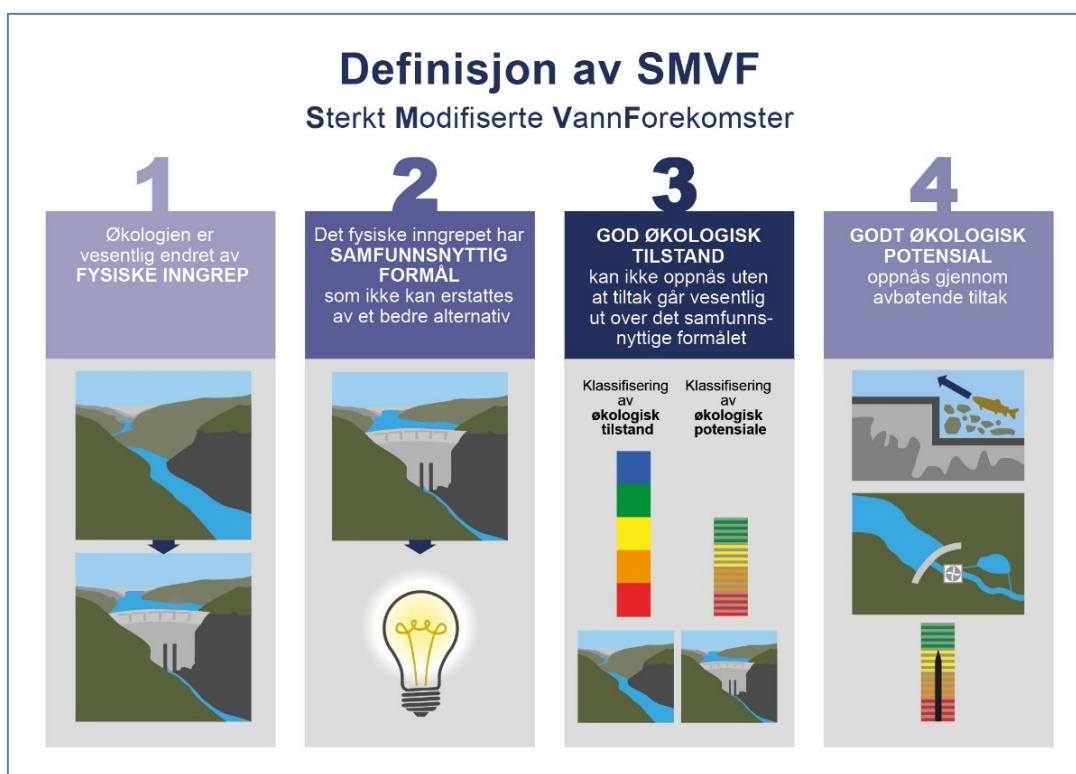 Definisjon av SMVF
Sterkt Modifiserte VannForekomster
1
Økologien er
vesentlig endret av
FYSISKE INNGREP
2
Det fysiske inngrepet har
SAMFUNNSNYTTIG
FORMÅL
som ikke kan erstattes
av et bedre alternativ
3
GOD ØKOLOGISK
TILSTAND
kan ikke oppnås uten
at tiltak går vesentlig
ut over det samfunns-
nyttige formålet
Klassifisering
av
økologisk
tilstand
Klassifisering
av
økologisk
potensiale
4
GODT ØKOLOGISK
POTENSIAL
oppnås gjennom
avbøtende tiltak